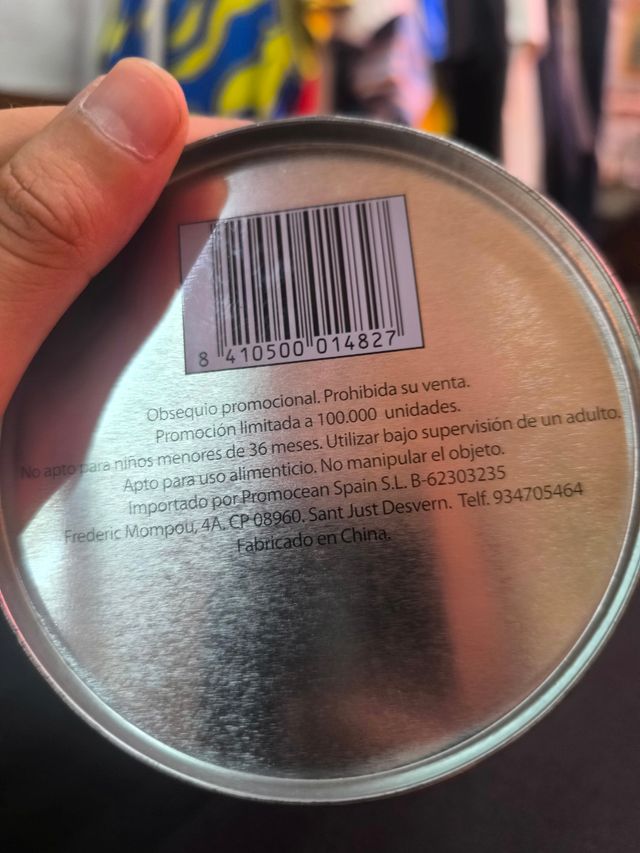 8 410500 014827
Obsequio promocional. Prohibida su venta.
Promoción limitada a 100.000 unidades.
No apto para niños menores de 36 meses. Utilizar bajo supervisión de un adulto.
Apto para uso alimenticio. No manipular el objeto.
Importado por Promocean Spain S.L. B-62303235
Frederic Mompou, 4A. CP 08960. Sant Just Desvern. Telf. 934705464
Fabricado en China.